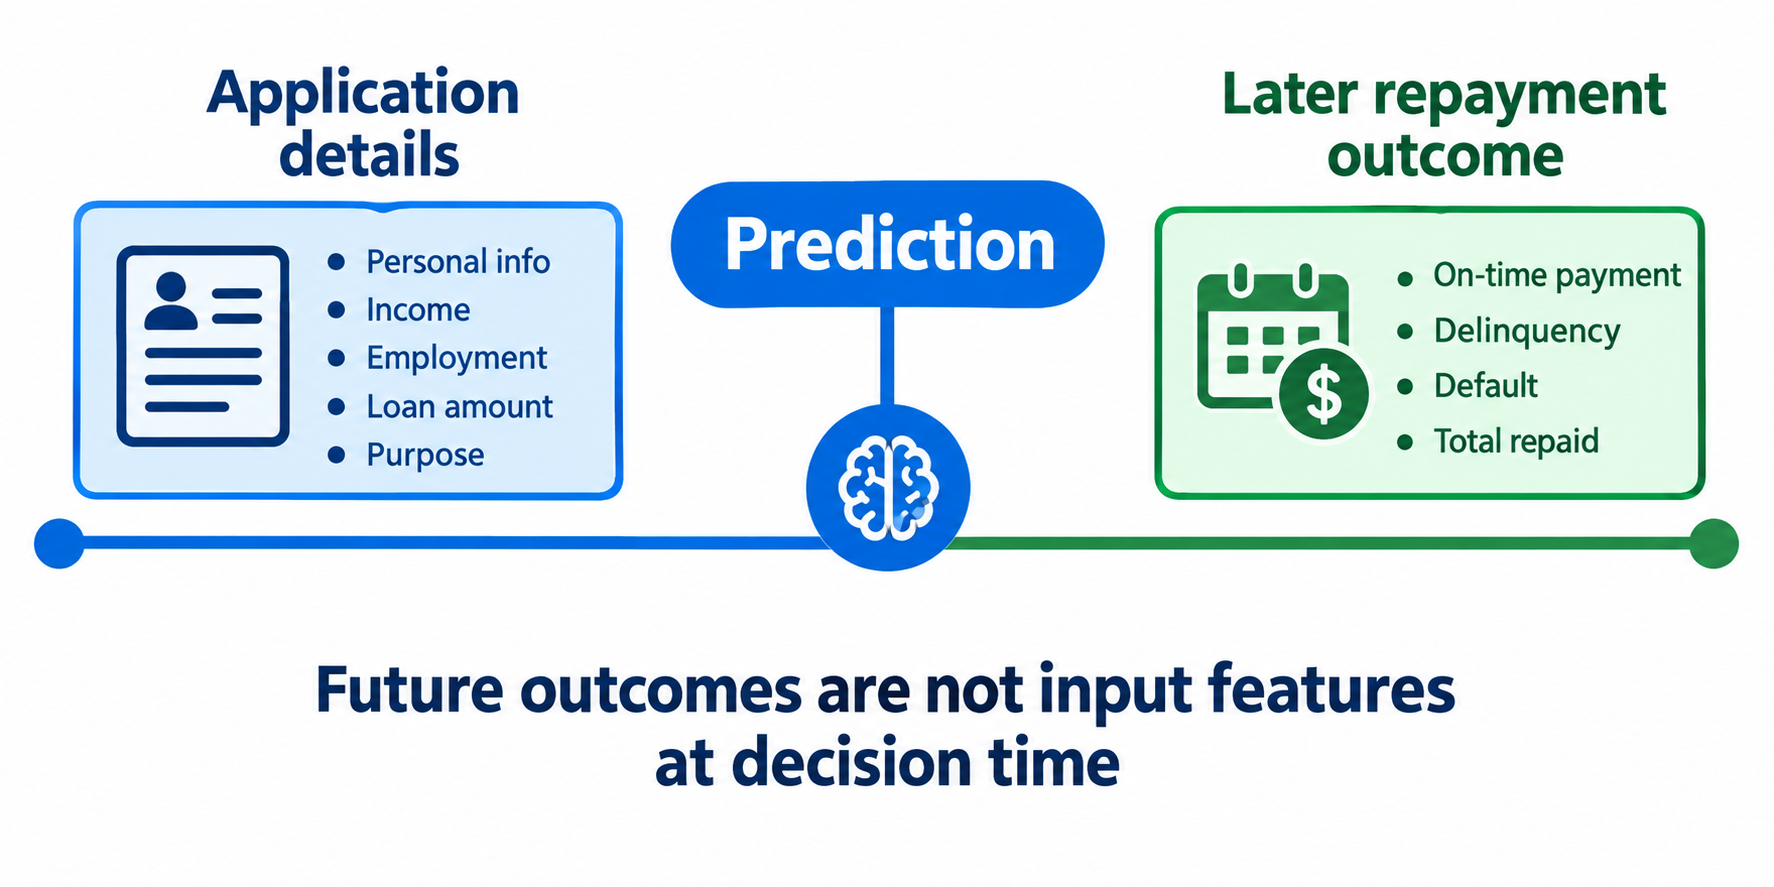 Application
details
Personal info
Income
Employment
Loan amount
Purpose
Prediction
Later repayment
outcome
On-time payment
Delinquency
Default
$
Total repaid
Future outcomes are not input features
at decision time